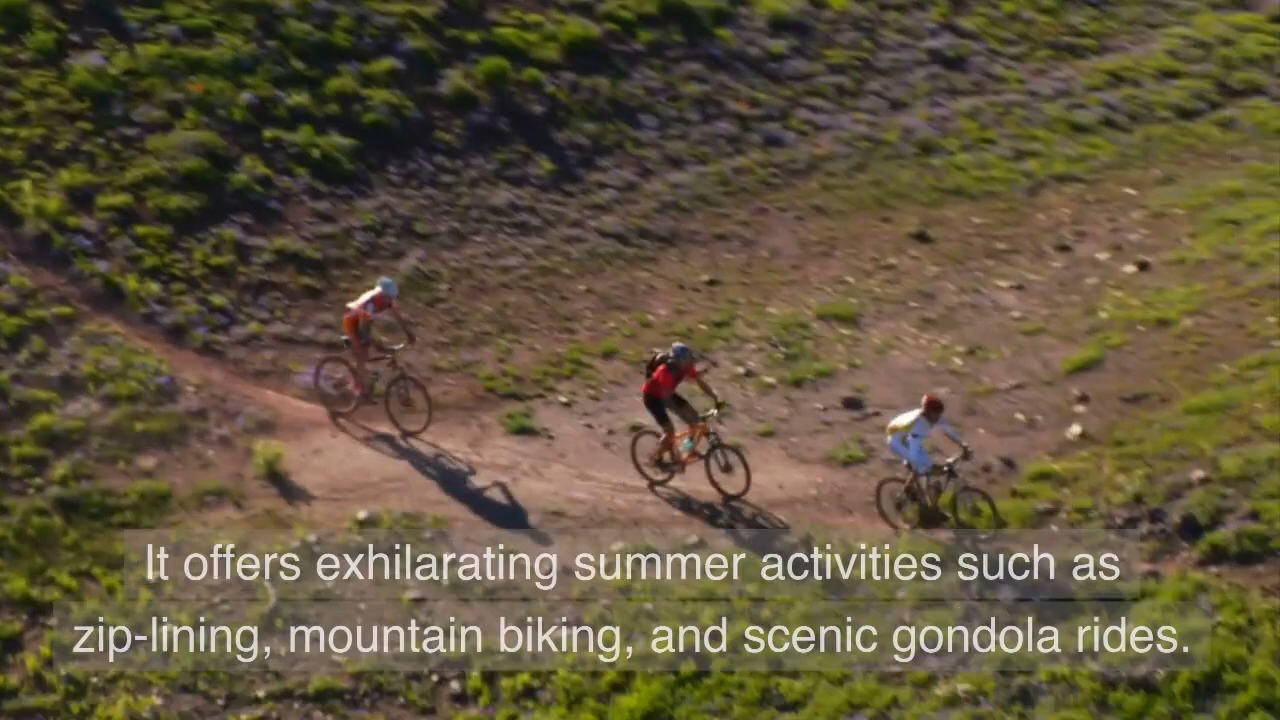 It offers exhilarating summer activities such as
zip-lining, mountain biking, and scenic gondola rides.